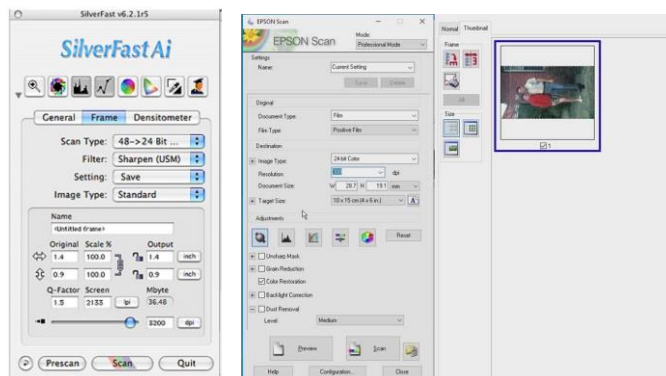 SilverFast v6.2.1r5
SilverFast Ai
General Frame Densitometer
Scan Type: 48->24 Bit ...
Filter: Sharpen (USM)
Setting: Save
Image Type: Standard
Name
<Untitled frame>
Original Scale % Output
1.4 100.0 1.4 inch
0.9 100.0 0.9 inch
Q-Factor Screen Mbyte
1.5 2133 lpi 36.48
3200 dpi
Prescan Scan Quit
EPSON Scan
EPSON Scan
Mode:
Professional Mode
Settings
Name: Current Setting
Save Delete
Original
Document Type: Film
Film Type: Positive Film
Destination
Image Type: 24-bit Color
Resolution: dpi
Document Size: W 28.7 H 19.1 mm
Target Size: 10 x 15 cm (4 x 6 in.)
Adjustments
Reset
Unsharp Mask
Grain Reduction
Color Restoration
Backlight Correction
Dust Removal
Level: Medium
Preview Scan
Help Configuration... Close
Normal Thumbnail
Frame
All
Size
1